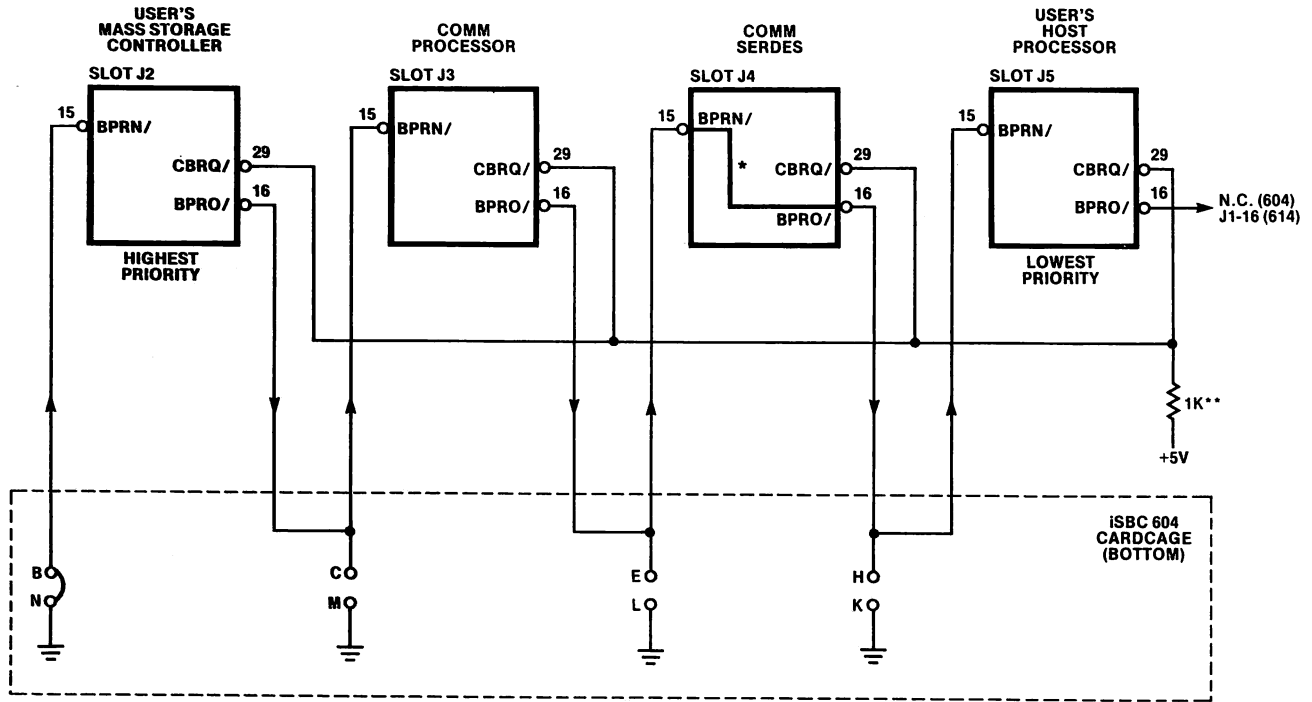 USER'S
MASS STORAGE
CONTROLLER
SLOT J2
15
BPRN/
CBRQ/
29
BPRO/
16
HIGHEST
PRIORITY
COMM
PROCESSOR
SLOT J3
15
BPRN/
CBRQ/
29
BPRO/
16
COMM
SERDES
SLOT J4
15
BPRN/
*
CBRQ/
29
16
BPRO/
USER'S
HOST
PROCESSOR
SLOT J5
15
BPRN/
CBRQ/
29
BPRO/
16
N.C. (604)
J1-16 (614)
LOWEST
PRIORITY
1K**
+5V
iSBC 604
CARDCAGE
(BOTTOM)
B
N
C
M
E
L
H
K